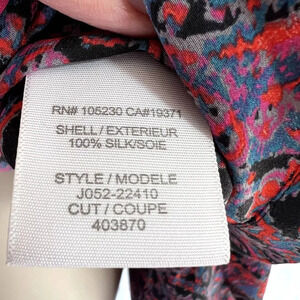 RN# 105230 CA#19371
SHELL / EXTERIEUR
100% SILK/SOIE
STYLE / MODELE
J052-22410
CUT / COUPE
403870